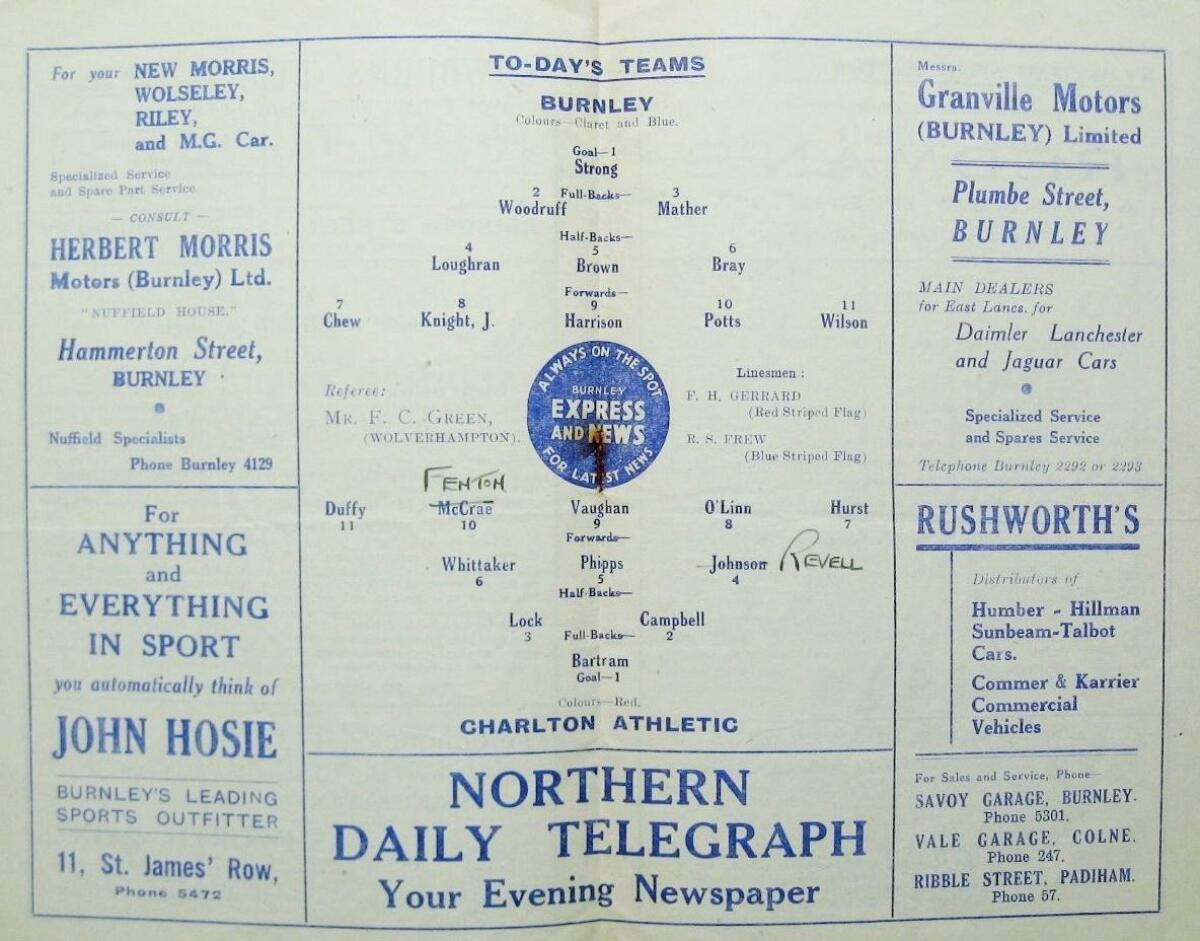 For your NEW MORRIS,
WOLSELEY,
RILEY,
and M.G. Car.
Specialized Service
and Spare Part Service
— CONSULT —
HERBERT MORRIS
Motors (Burnley) Ltd.
"NUFFIELD HOUSE."
Hammerton Street,
BURNLEY
Nuffield Specialists
Phone Burnley 4129
For
ANYTHING
and
EVERYTHING
IN SPORT
you automatically think of
JOHN HOSIE
BURNLEY'S LEADING
SPORTS OUTFITTER
11, St. James' Row,
Phone 5472
TO-DAY'S TEAMS
BURNLEY
Colours—Claret and Blue.
Goal—1
Strong
2 Full-Backs— 3
Woodruff Mather
Half-Backs—
4 5 6
Loughran Brown Bray
Forwards—
7 8 9 10 11
Chew Knight, J. Harrison Potts Wilson
ALWAYS ON THE SPOT
BURNLEY
EXPRESS
AND NEWS
FOR LATEST NEWS
Referee:
MR. F. C. GREEN,
(WOLVERHAMPTON).
Linesmen :
F. H. GERRARD
(Red Striped Flag)
R. S. FREW
(Blue Striped Flag)
FENTON
Duffy McCrae Vaughan O'Linn Hurst
11 10 9 8 7
Forwards—
Whittaker Phipps Johnson REVELL
6 5 4
Half-Backs—
Lock Campbell
3 Full-Backs— 2
Bartram
Goal—1
Colours—Red.
CHARLTON ATHLETIC
NORTHERN
DAILY TELEGRAPH
Your Evening Newspaper
Messrs.
Granville Motors
(BURNLEY) Limited
Plumbe Street,
BURNLEY
MAIN DEALERS
for East Lancs. for
Daimler Lanchester
and Jaguar Cars
Specialized Service
and Spares Service
Telephone Burnley 2292 or 2293
RUSHWORTH'S
Distributors of
Humber - Hillman
Sunbeam-Talbot
Cars.
Commer & Karrier
Commercial
Vehicles
For Sales and Service, Phone—
SAVOY GARAGE, BURNLEY.
Phone 5301.
VALE GARAGE, COLNE.
Phone 247.
RIBBLE STREET, PADIHAM.
Phone 57.